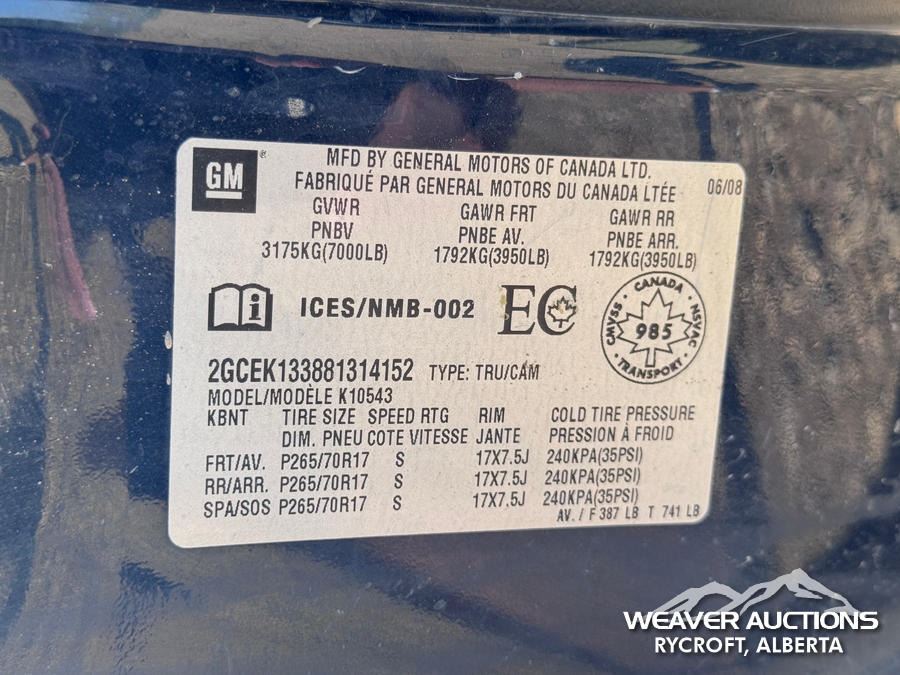 GM
MFD BY GENERAL MOTORS OF CANADA LTD.
FABRIQUÉ PAR GENERAL MOTORS DU CANADA LTÉE 06/08
GVWR GAWR FRT GAWR RR
PNBV PNBE AV. PNBE ARR.
3175KG(7000LB) 1792KG(3950LB) 1792KG(3950LB)
ICES/NMB-002 EC
CANADA
CMVSS 985 NSVAC
TRANSPORT
2GCEK133881314152 TYPE: TRU/CAM
MODEL/MODÈLE K10543
KBNT TIRE SIZE SPEED RTG RIM COLD TIRE PRESSURE
DIM. PNEU COTE VITESSE JANTE PRESSION À FROID
FRT/AV. P265/70R17 S 17X7.5J 240KPA(35PSI)
RR/ARR. P265/70R17 S 17X7.5J 240KPA(35PSI)
SPA/SOS P265/70R17 S 17X7.5J 240KPA(35PSI)
AV. / F 387 LB T 741 LB
WEAVER AUCTIONS
RYCROFT, ALBERTA